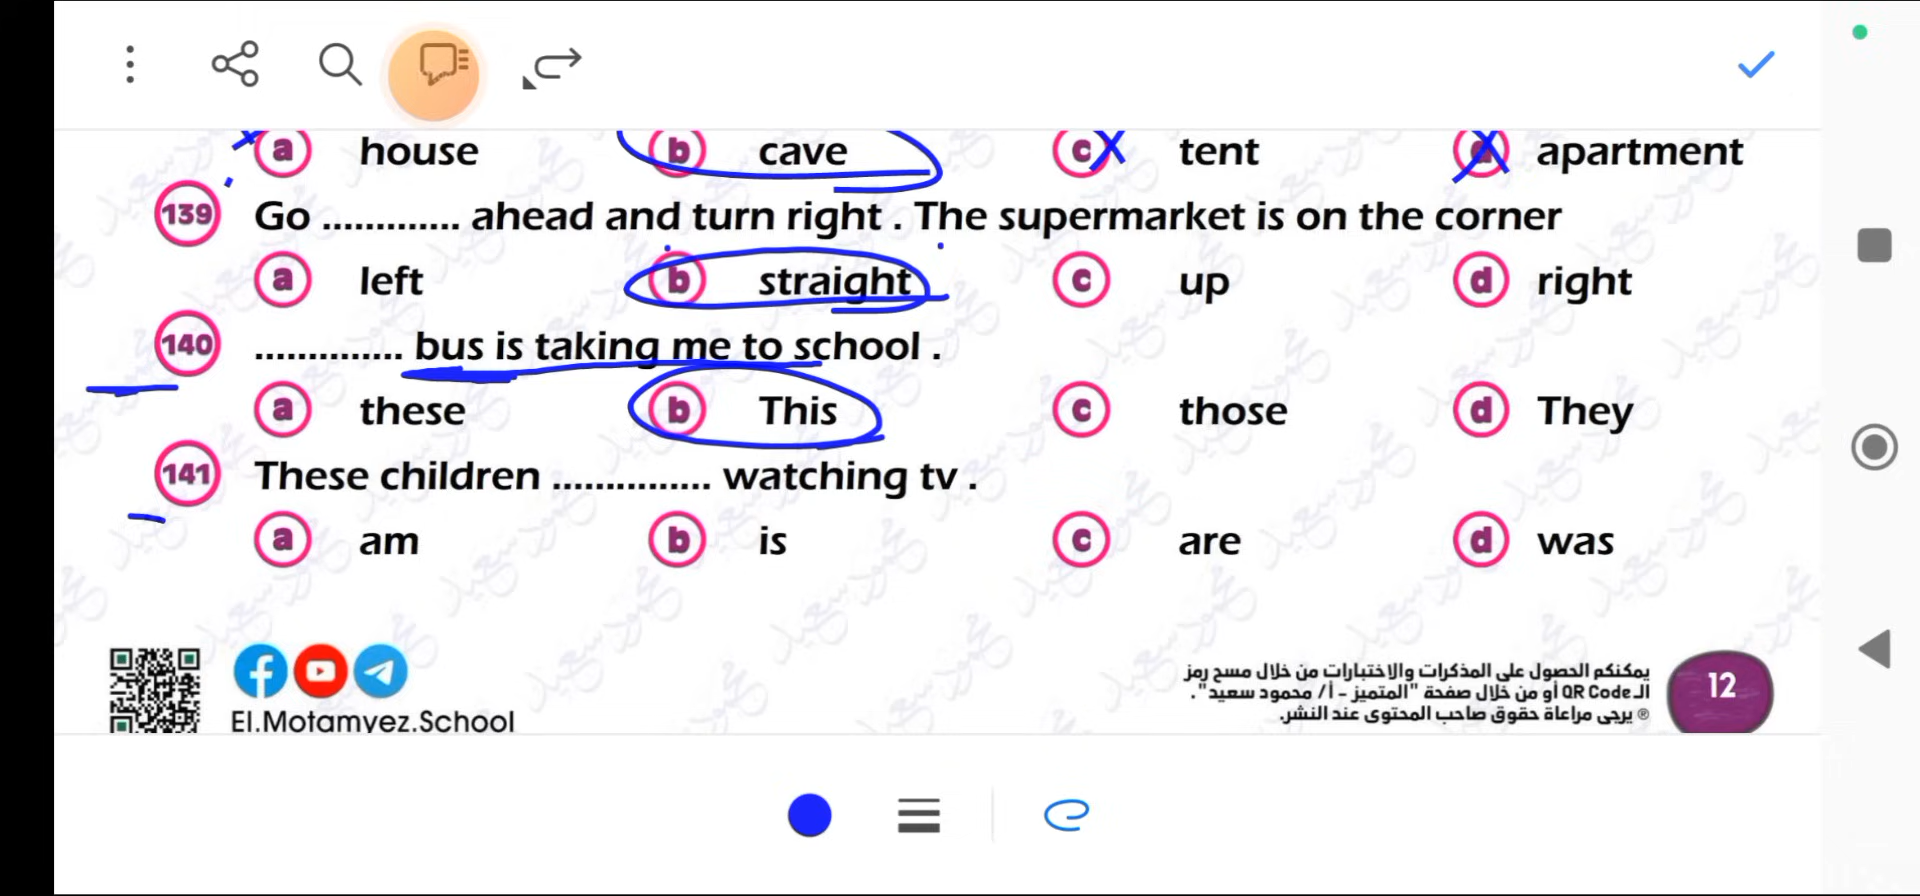 a house b cave c tent d apartment
139 Go ............. ahead and turn right . The supermarket is on the corner
a left b straight c up d right
140 .............. bus is taking me to school .
a these b This c those d They
141 These children ............... watching tv .
a am b is c are d was
El.Motamyez.School
يمكنكم الحصول على المذكرات والاختبارات من خلال مسح رمز
الـ QR Code أو من خلال صفحة "المتميز - أ/ محمود سعيد".
® يرجى مراعاة حقوق صاحب المحتوى عند النشر.
12